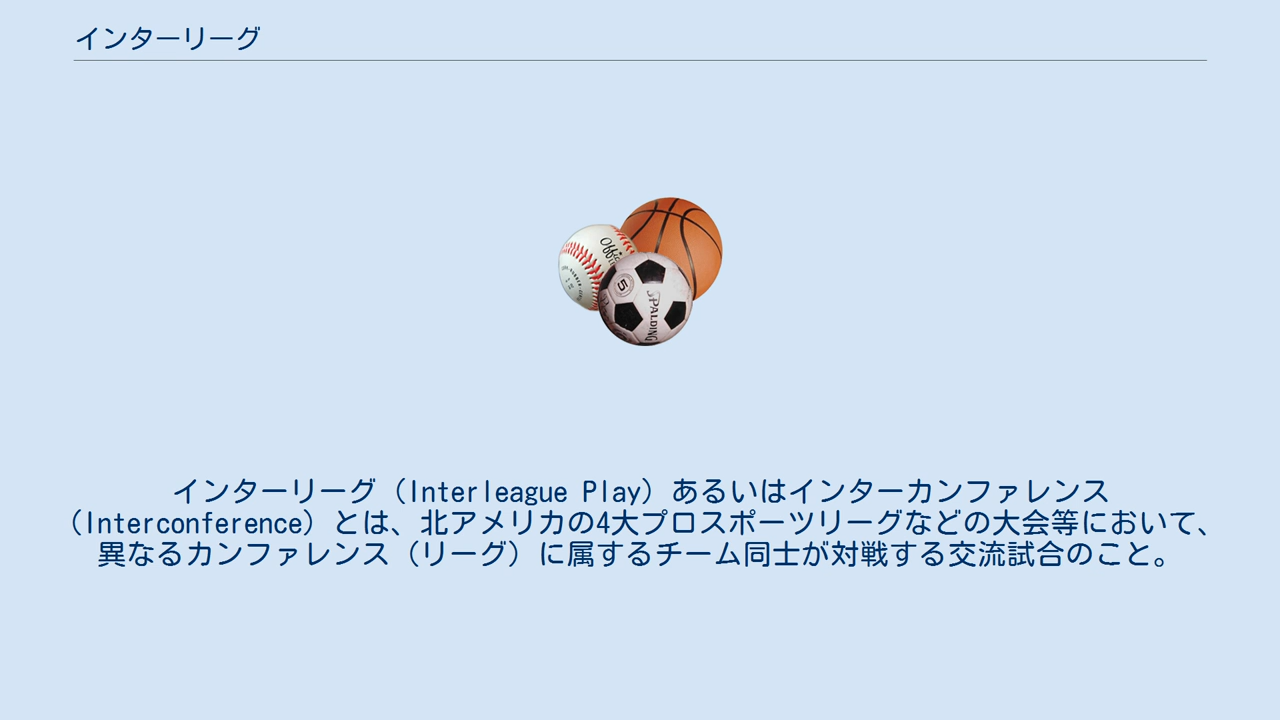 インターリーグ
Offici
5
SPALDING
インターリーグ（Interleague Play）あるいはインターカンファレンス
（Interconference）とは、北アメリカの4大プロスポーツリーグなどの大会等において、
異なるカンファレンス（リーグ）に属するチーム同士が対戦する交流試合のこと。